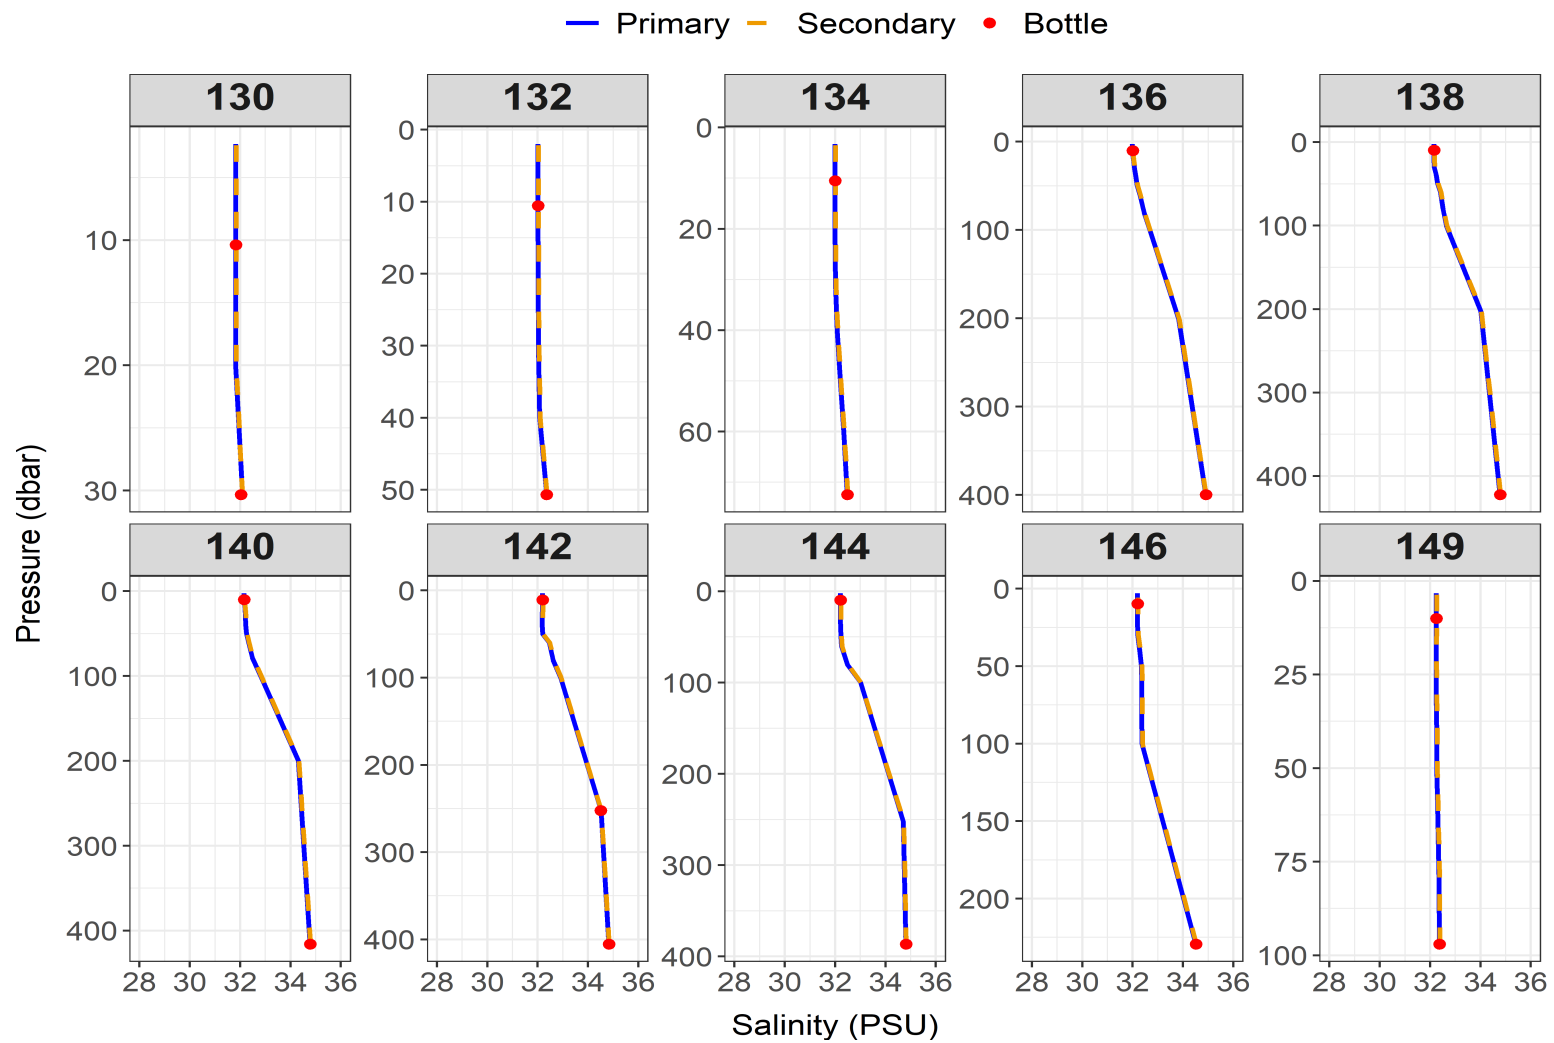 Primary Secondary Bottle
130 132 134 136 138
0 10 20 30
0 10 20 30 40 50
0 20 40 60
0 100 200 300 400
0 100 200 300 400
Pressure (dbar)
140 142 144 146 149
0 100 200 300 400
0 100 200 300 400
0 100 200 300 400
0 50 100 150 200
0 25 50 75 100
28 30 32 34 36 28 30 32 34 36 28 30 32 34 36 28 30 32 34 36 28 30 32 34 36
Salinity (PSU)